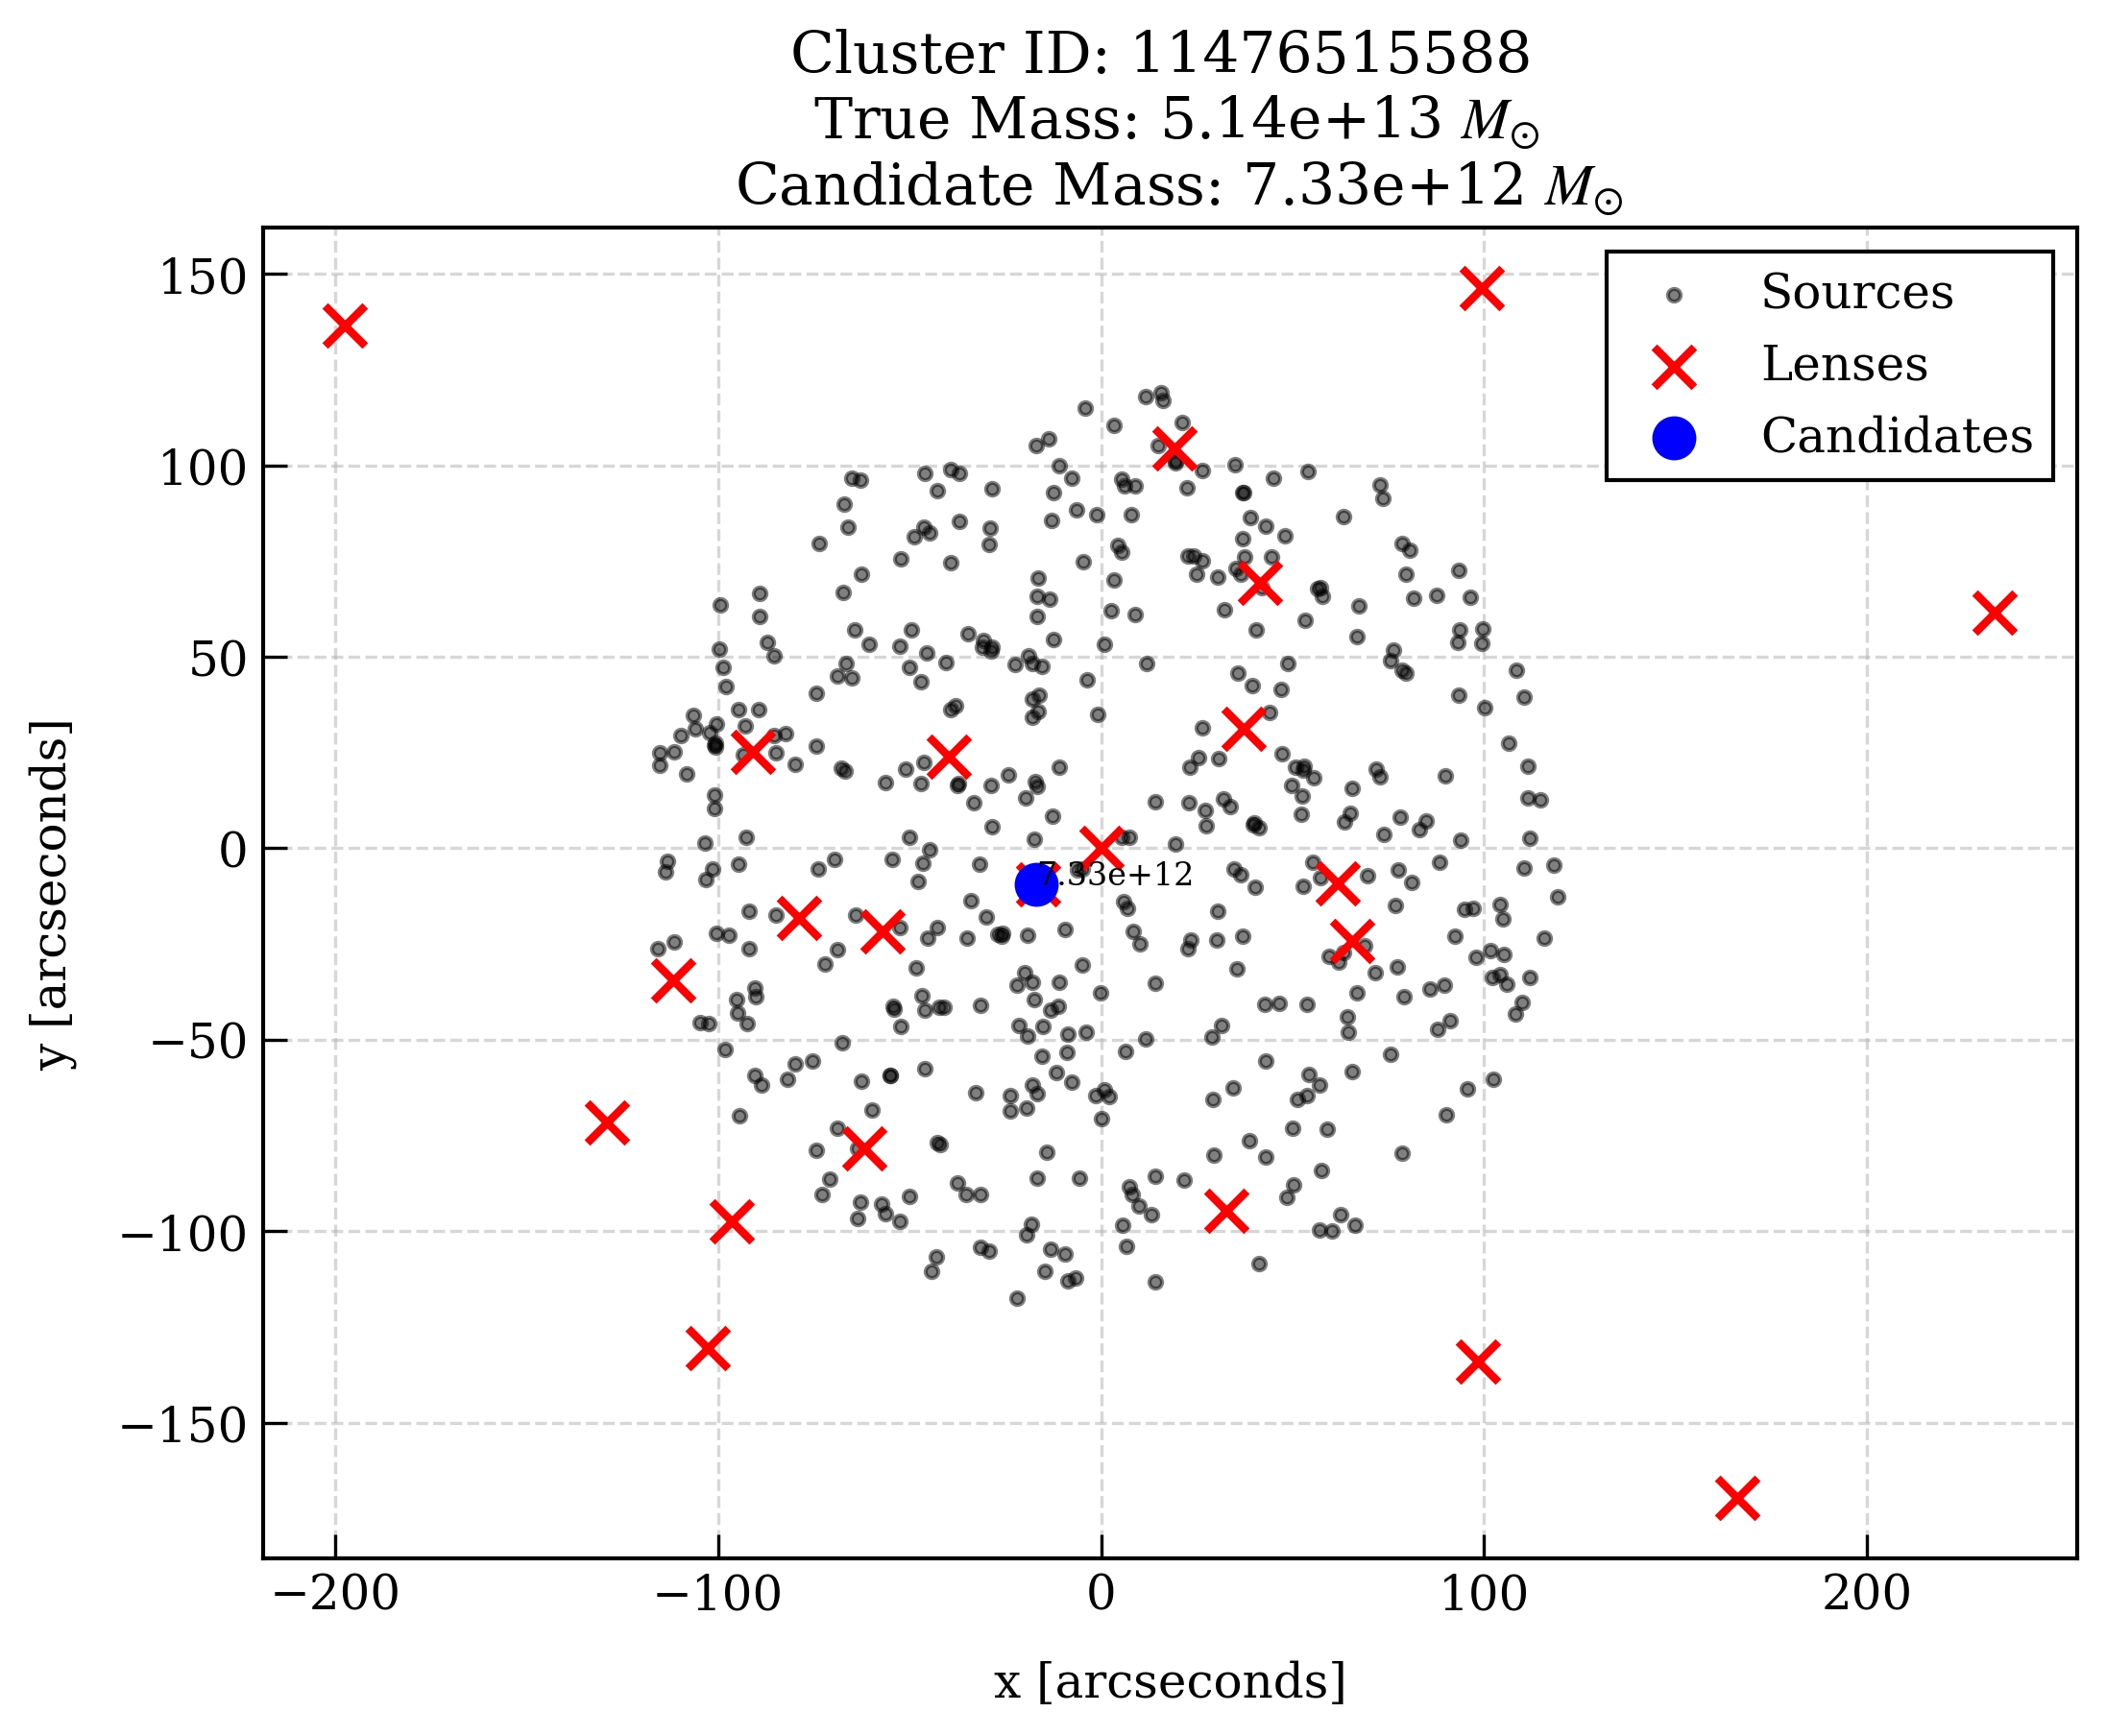 Cluster ID: 11476515588
True Mass: 5.14e+13 M⊙
Candidate Mass: 7.33e+12 M⊙
Sources
Lenses
Candidates
150
100
50
0
−50
−100
−150
y [arcseconds]
7.33e+12
−200
−100
0
100
200
x [arcseconds]